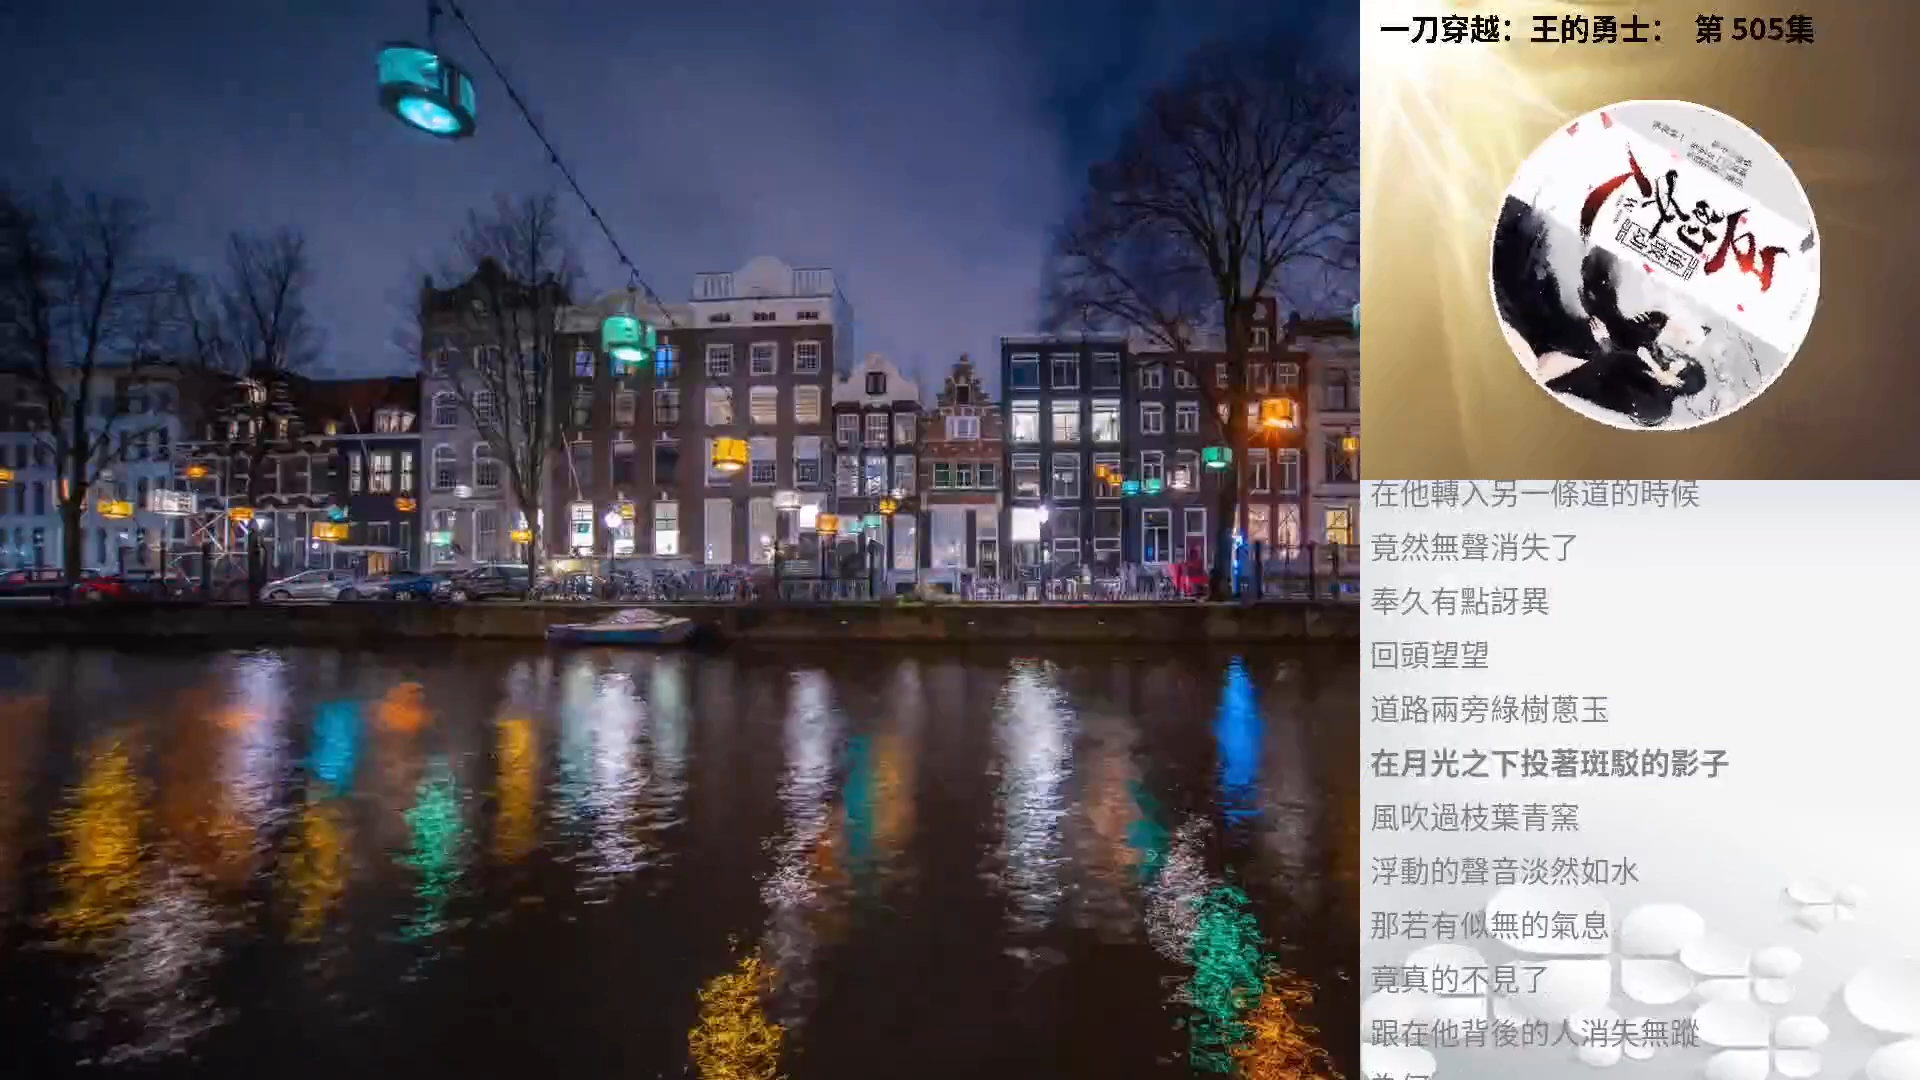 一刀穿越：王的勇士： 第 505集
在他轉入另一條道的時候
竟然無聲消失了
奉久有點訝異
回頭望望
道路兩旁綠樹蔥玉
在月光之下投著斑駁的影子
風吹過枝葉青窯
浮動的聲音淡然如水
那若有似無的氣息
竟真的不見了
跟在他背後的人消失無蹤